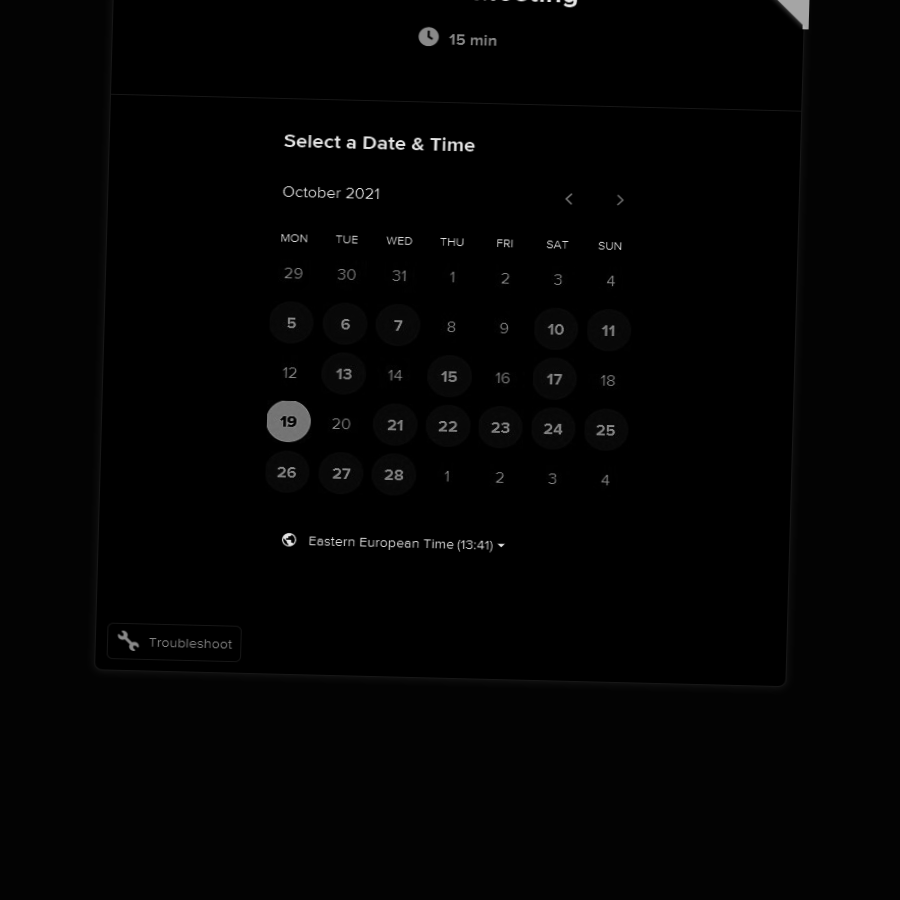 15 min
Select a Date & Time
October 2021
MON TUE WED THU FRI SAT SUN
29 30 31 1 2 3 4
5 6 7 8 9 10 11
12 13 14 15 16 17 18
19 20 21 22 23 24 25
26 27 28 1 2 3 4
Eastern European Time (13:41)
Troubleshoot